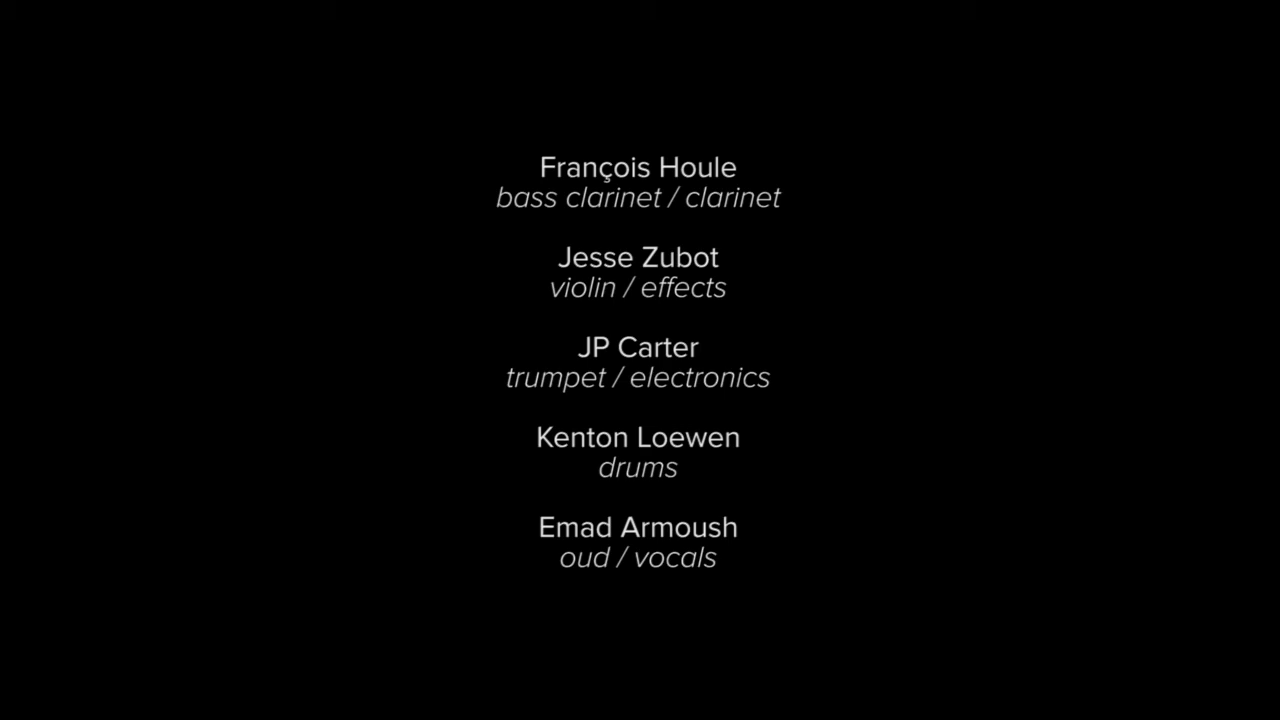 François Houle
bass clarinet / clarinet
Jesse Zubot
violin / effects
JP Carter
trumpet / electronics
Kenton Loewen
drums
Emad Armoush
oud / vocals